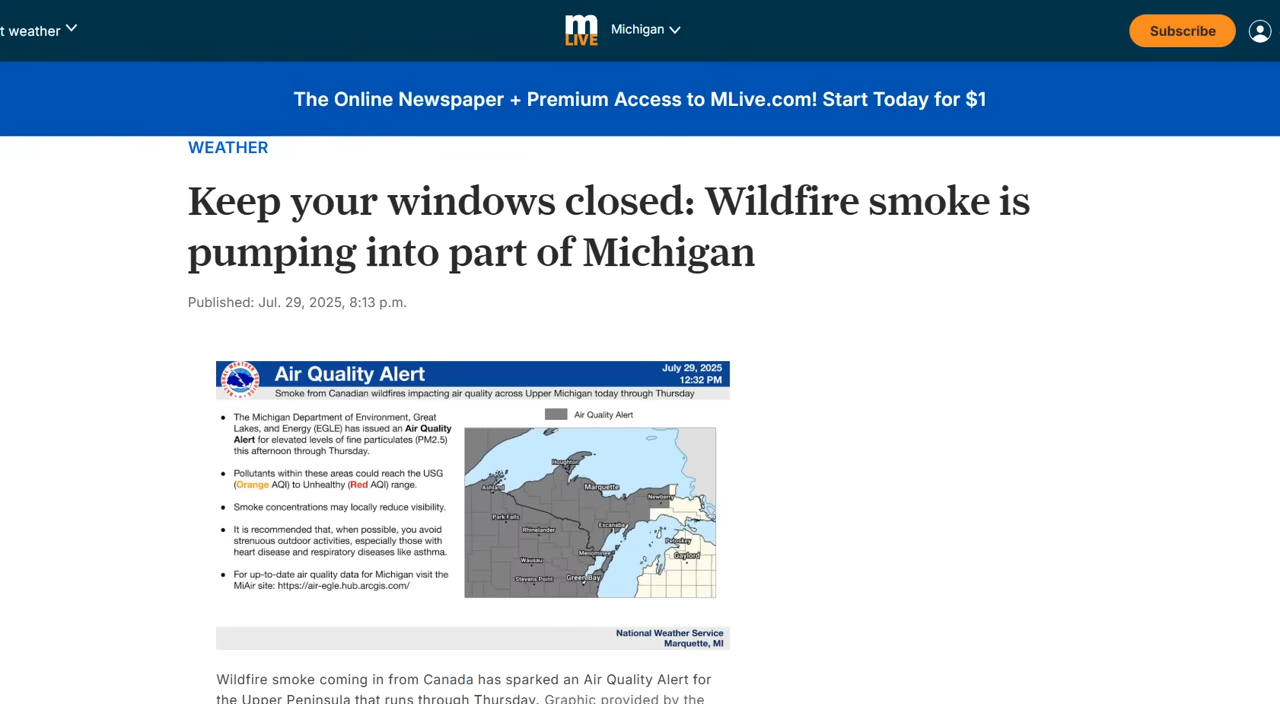 t weather
m
LIVE
Michigan
Subscribe
The Online Newspaper + Premium Access to MLive.com! Start Today for $1
WEATHER
Keep your windows closed: Wildfire smoke is
pumping into part of Michigan
Published: Jul. 29, 2025, 8:13 p.m.
Air Quality Alert
July 29, 2025
12:32 PM
Smoke from Canadian wildfires impacting air quality across Upper Michigan today through Thursday
• The Michigan Department of Environment, Great
Lakes, and Energy (EGLE) has issued an Air Quality
Alert for elevated levels of fine particulates (PM2.5)
this afternoon through Thursday.
• Pollutants within these areas could reach the USG
(Orange AQI) to Unhealthy (Red AQI) range.
• Smoke concentrations may locally reduce visibility.
• It is recommended that, when possible, you avoid
strenuous outdoor activities, especially those with
heart disease and respiratory diseases like asthma.
• For up-to-date air quality data for Michigan visit the
MiAir site: https://air-egle.hub.arcgis.com/
Air Quality Alert
Houghton
Ashland
Marquette
Newberry
Park Falls
Escanaba
Rhinelander
Petoskey
Menominee
Gaylord
Wausau
Stevens Point
Green Bay
National Weather Service
Marquette, MI
Wildfire smoke coming in from Canada has sparked an Air Quality Alert for
the Upper Peninsula that runs through Thursday. Graphic provided by the